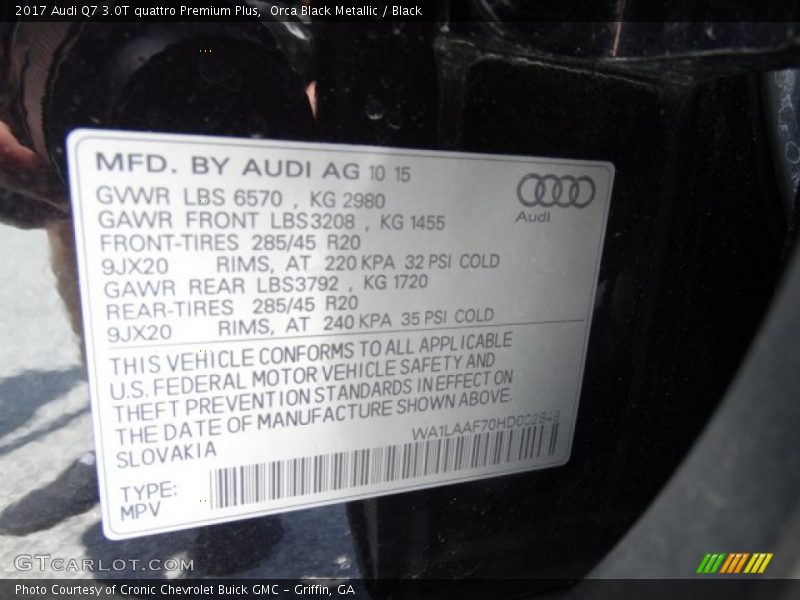 2017 Audi Q7 3.0T quattro Premium Plus, Orca Black Metallic / Black
MFD. BY AUDI AG 10 15
GVWR LBS 6570 , KG 2980
Audi
GAWR FRONT LBS3208 , KG 1455
FRONT-TIRES 285/45 R20
9JX20 RIMS, AT 220 KPA 32 PSI COLD
GAWR REAR LBS3792 , KG 1720
REAR-TIRES 285/45 R20
9JX20 RIMS, AT 240 KPA 35 PSI COLD
THIS VEHICLE CONFORMS TO ALL APPLICABLE
U.S. FEDERAL MOTOR VEHICLE SAFETY AND
THEFT PREVENTION STANDARDS IN EFFECT ON
THE DATE OF MANUFACTURE SHOWN ABOVE.
SLOVAKIA
TYPE:
MPV
GTcarlot.com
Photo Courtesy of Cronic Chevrolet Buick GMC – Griffin, GA